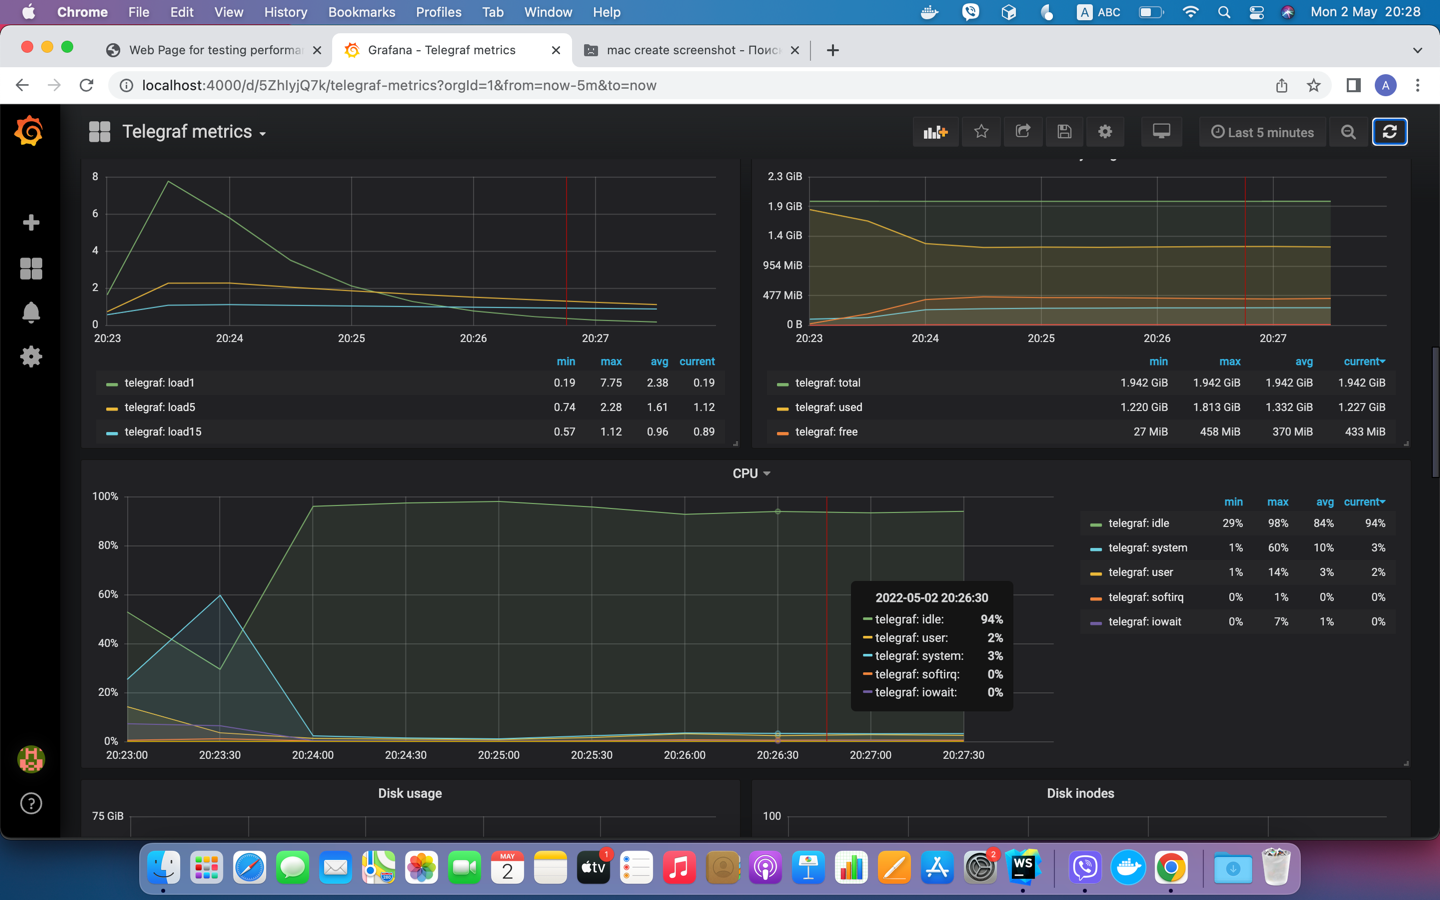 Chrome File Edit View History Bookmarks Profiles Tab Window Help A ABC Mon 2 May 20:28
Web Page for testing performa
Grafana - Telegraf metrics
mac create screenshot - Поис
localhost:4000/d/5ZhIyjQ7k/telegraf-metrics?orgId=1&from=now-5m&to=now
A
Telegraf metrics
Last 5 minutes
8
6
4
2
0
20:23 20:24 20:25 20:26 20:27
min max avg current
telegraf: load1 0.19 7.75 2.38 0.19
telegraf: load5 0.74 2.28 1.61 1.12
telegraf: load15 0.57 1.12 0.96 0.89
2.3 GiB
1.9 GiB
1.4 GiB
954 MiB
477 MiB
0 B
20:23 20:24 20:25 20:26 20:27
min max avg current
telegraf: total 1.942 GiB 1.942 GiB 1.942 GiB 1.942 GiB
telegraf: used 1.220 GiB 1.813 GiB 1.332 GiB 1.227 GiB
telegraf: free 27 MiB 458 MiB 370 MiB 433 MiB
CPU
100%
80%
60%
40%
20%
0%
20:23:00 20:23:30 20:24:00 20:24:30 20:25:00 20:25:30 20:26:00 20:26:30 20:27:00 20:27:30
2022-05-02 20:26:30
telegraf: idle: 94%
telegraf: user: 2%
telegraf: system: 3%
telegraf: softirq: 0%
telegraf: iowait: 0%
min max avg current
telegraf: idle 29% 98% 84% 94%
telegraf: system 1% 60% 10% 3%
telegraf: user 1% 14% 3% 2%
telegraf: softirq 0% 1% 0% 0%
telegraf: iowait 0% 7% 1% 0%
Disk usage
75 GiB
Disk inodes
100
MAY
2
tv
1
2
WS